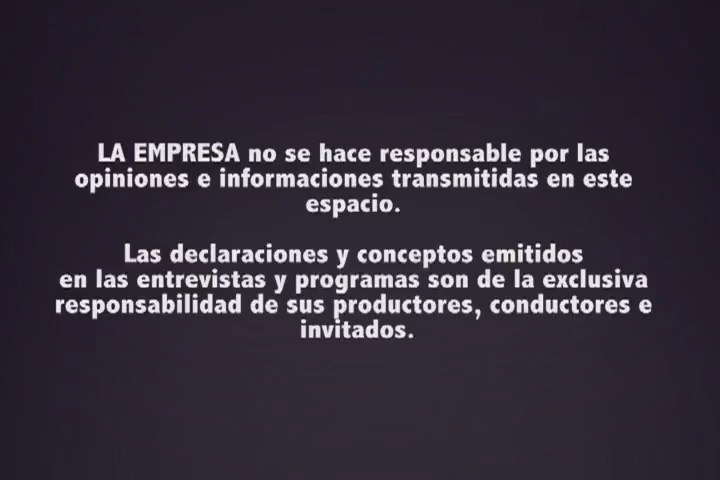 LA EMPRESA no se hace responsable por las
opiniones e informaciones transmitidas en este
espacio.
Las declaraciones y conceptos emitidos
en las entrevistas y programas son de la exclusiva
responsabilidad de sus productores, conductores e
invitados.